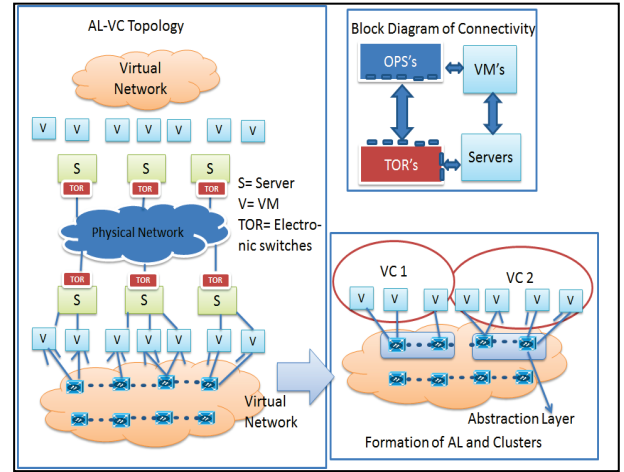 AL-VC Topology
Virtual
Network
V V V V V V V
S S S
TOR TOR TOR
S= Server
V= VM
TOR= Electro-
nic switches
Physical Network
TOR TOR TOR
S S S
V V V V V V V
Virtual
Network
Block Diagram of Connectivity
OPS's
VM's
TOR's
Servers
VC 1
VC 2
V V V V V V V
Abstraction Layer
Formation of AL and Clusters